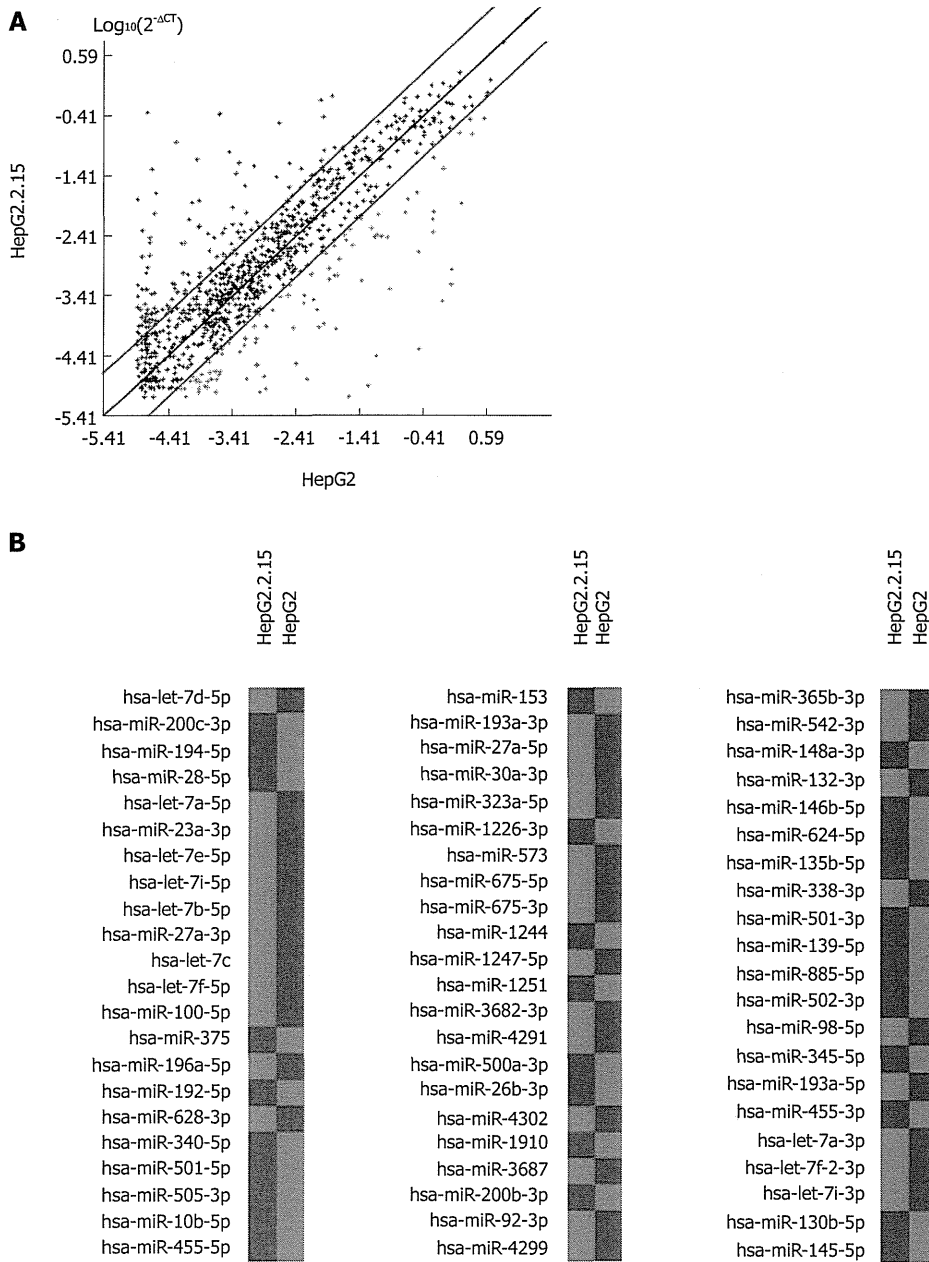 A
Log10(2-ΔCT)
0.59
-0.41
-1.41
-2.41
-3.41
-4.41
-5.41
HepG2.2.15
-5.41 -4.41 -3.41 -2.41 -1.41 -0.41 0.59
HepG2
B
HepG2.2.15
HepG2
hsa-let-7d-5p
hsa-miR-200c-3p
hsa-miR-194-5p
hsa-miR-28-5p
hsa-let-7a-5p
hsa-miR-23a-3p
hsa-let-7e-5p
hsa-let-7i-5p
hsa-let-7b-5p
hsa-miR-27a-3p
hsa-let-7c
hsa-let-7f-5p
hsa-miR-100-5p
hsa-miR-375
hsa-miR-196a-5p
hsa-miR-192-5p
hsa-miR-628-3p
hsa-miR-340-5p
hsa-miR-501-5p
hsa-miR-505-3p
hsa-miR-10b-5p
hsa-miR-455-5p
HepG2.2.15
HepG2
hsa-miR-153
hsa-miR-193a-3p
hsa-miR-27a-5p
hsa-miR-30a-3p
hsa-miR-323a-5p
hsa-miR-1226-3p
hsa-miR-573
hsa-miR-675-5p
hsa-miR-675-3p
hsa-miR-1244
hsa-miR-1247-5p
hsa-miR-1251
hsa-miR-3682-3p
hsa-miR-4291
hsa-miR-500a-3p
hsa-miR-26b-3p
hsa-miR-4302
hsa-miR-1910
hsa-miR-3687
hsa-miR-200b-3p
hsa-miR-92-3p
hsa-miR-4299
HepG2.2.15
HepG2
hsa-miR-365b-3p
hsa-miR-542-3p
hsa-miR-148a-3p
hsa-miR-132-3p
hsa-miR-146b-5p
hsa-miR-624-5p
hsa-miR-135b-5p
hsa-miR-338-3p
hsa-miR-501-3p
hsa-miR-139-5p
hsa-miR-885-5p
hsa-miR-502-3p
hsa-miR-98-5p
hsa-miR-345-5p
hsa-miR-193a-5p
hsa-miR-455-3p
hsa-let-7a-3p
hsa-let-7f-2-3p
hsa-let-7i-3p
hsa-miR-130b-5p
hsa-miR-145-5p